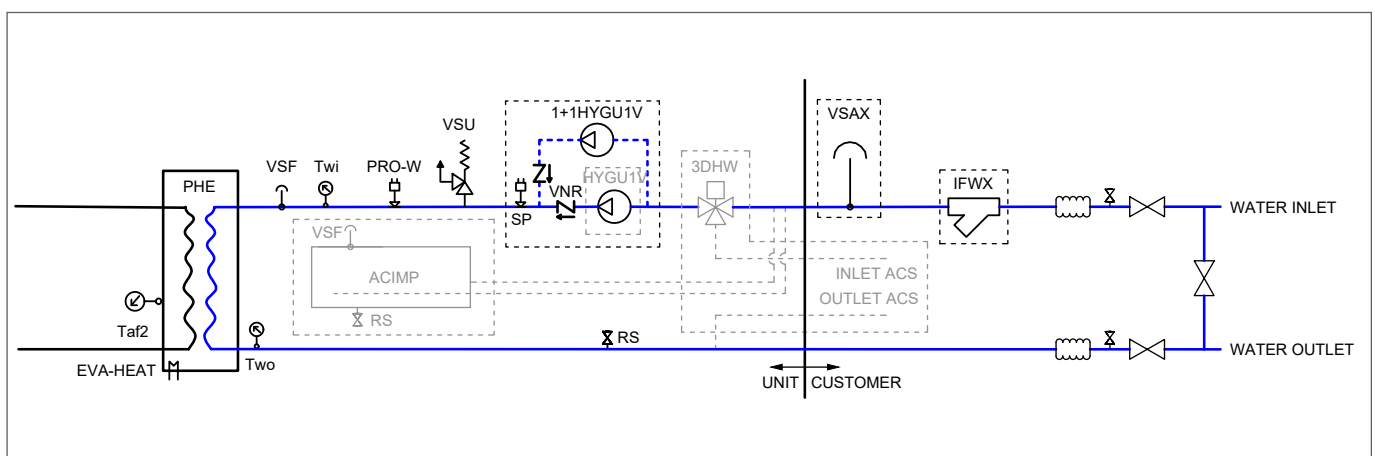 1+1HYGU1V
VSAX
VSU
PHE
VSF
Twi
PRO-W
HYGU1V
3DHW
VNR
SP
IFWX
WATER INLET
VSF
ACIMP
INLET ACS
OUTLET ACS
RS
Taf2
Two
RS
WATER OUTLET
EVA-HEAT
UNIT
CUSTOMER